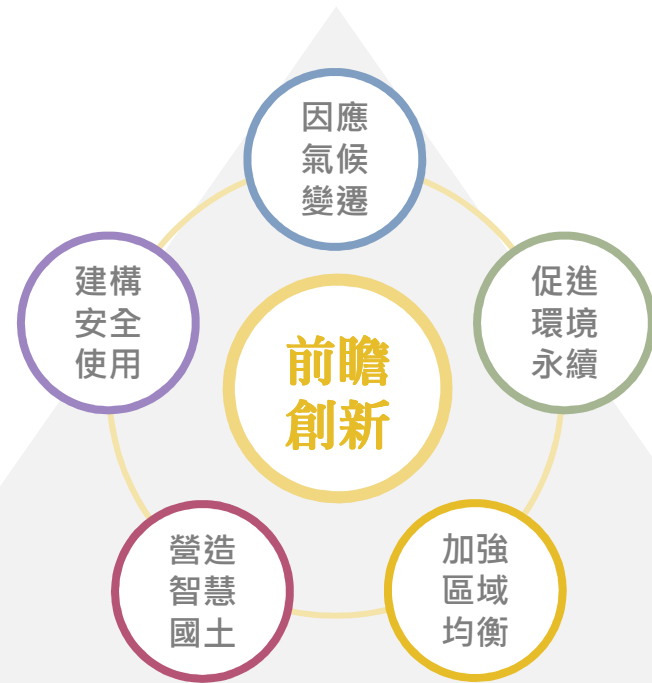 因應
氣候
變遷
建構
安全
使用
促進
環境
永續
前瞻
創新
營造
智慧
國土
加強
區域
均衡